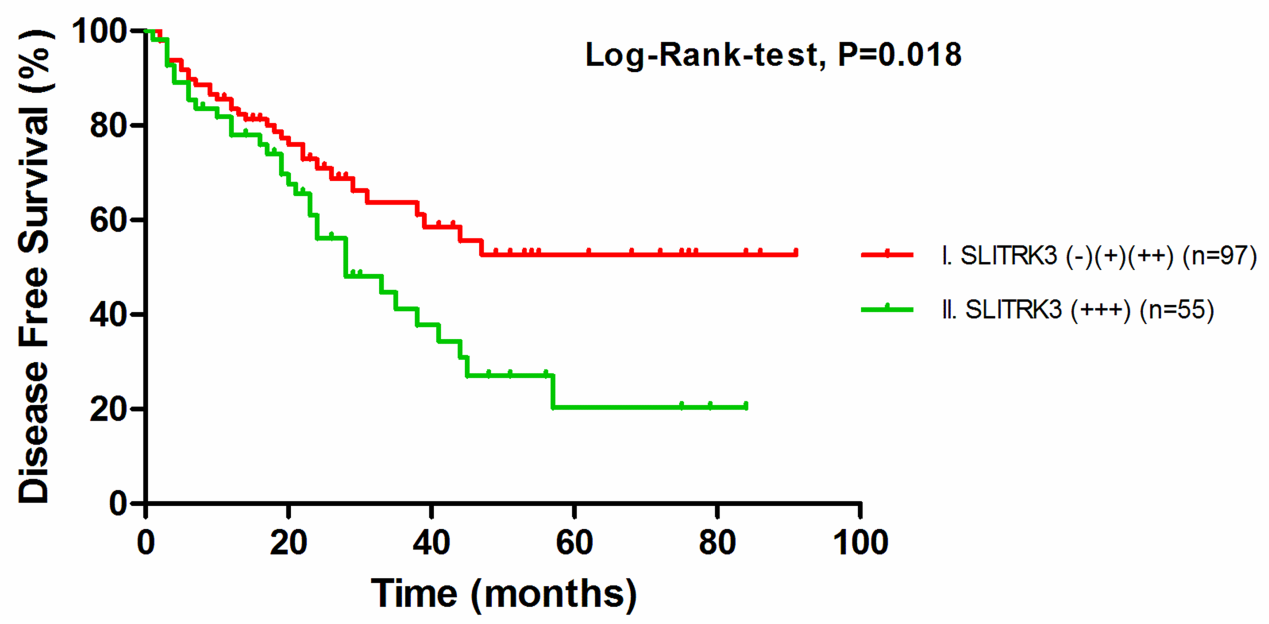 Disease Free Survival (%)
100
80
60
40
20
0
Log-Rank-test, P=0.018
I. SLITRK3 (-)(+)(++) (n=97)
II. SLITRK3 (+++) (n=55)
0 20 40 60 80 100
Time (months)